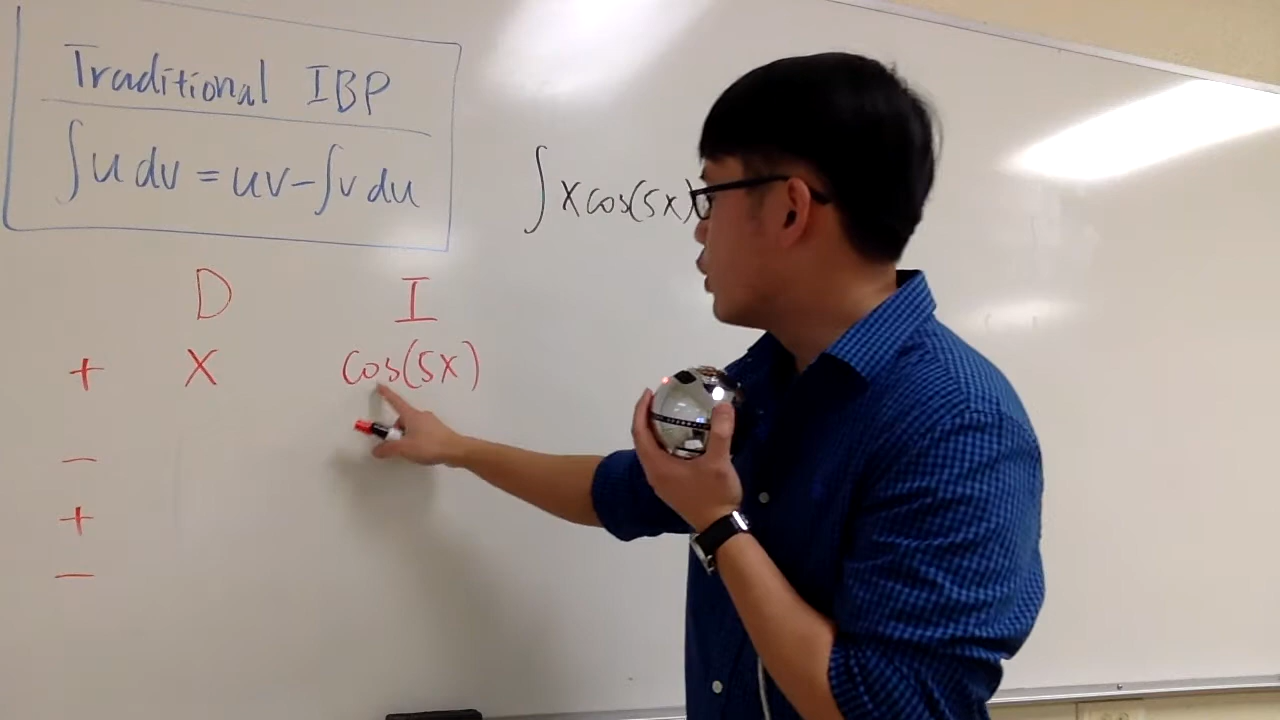 Traditional IBP
∫u dv = uv - ∫v du
∫x cos(5x)
D I
+ x cos(5x)
-
+
-